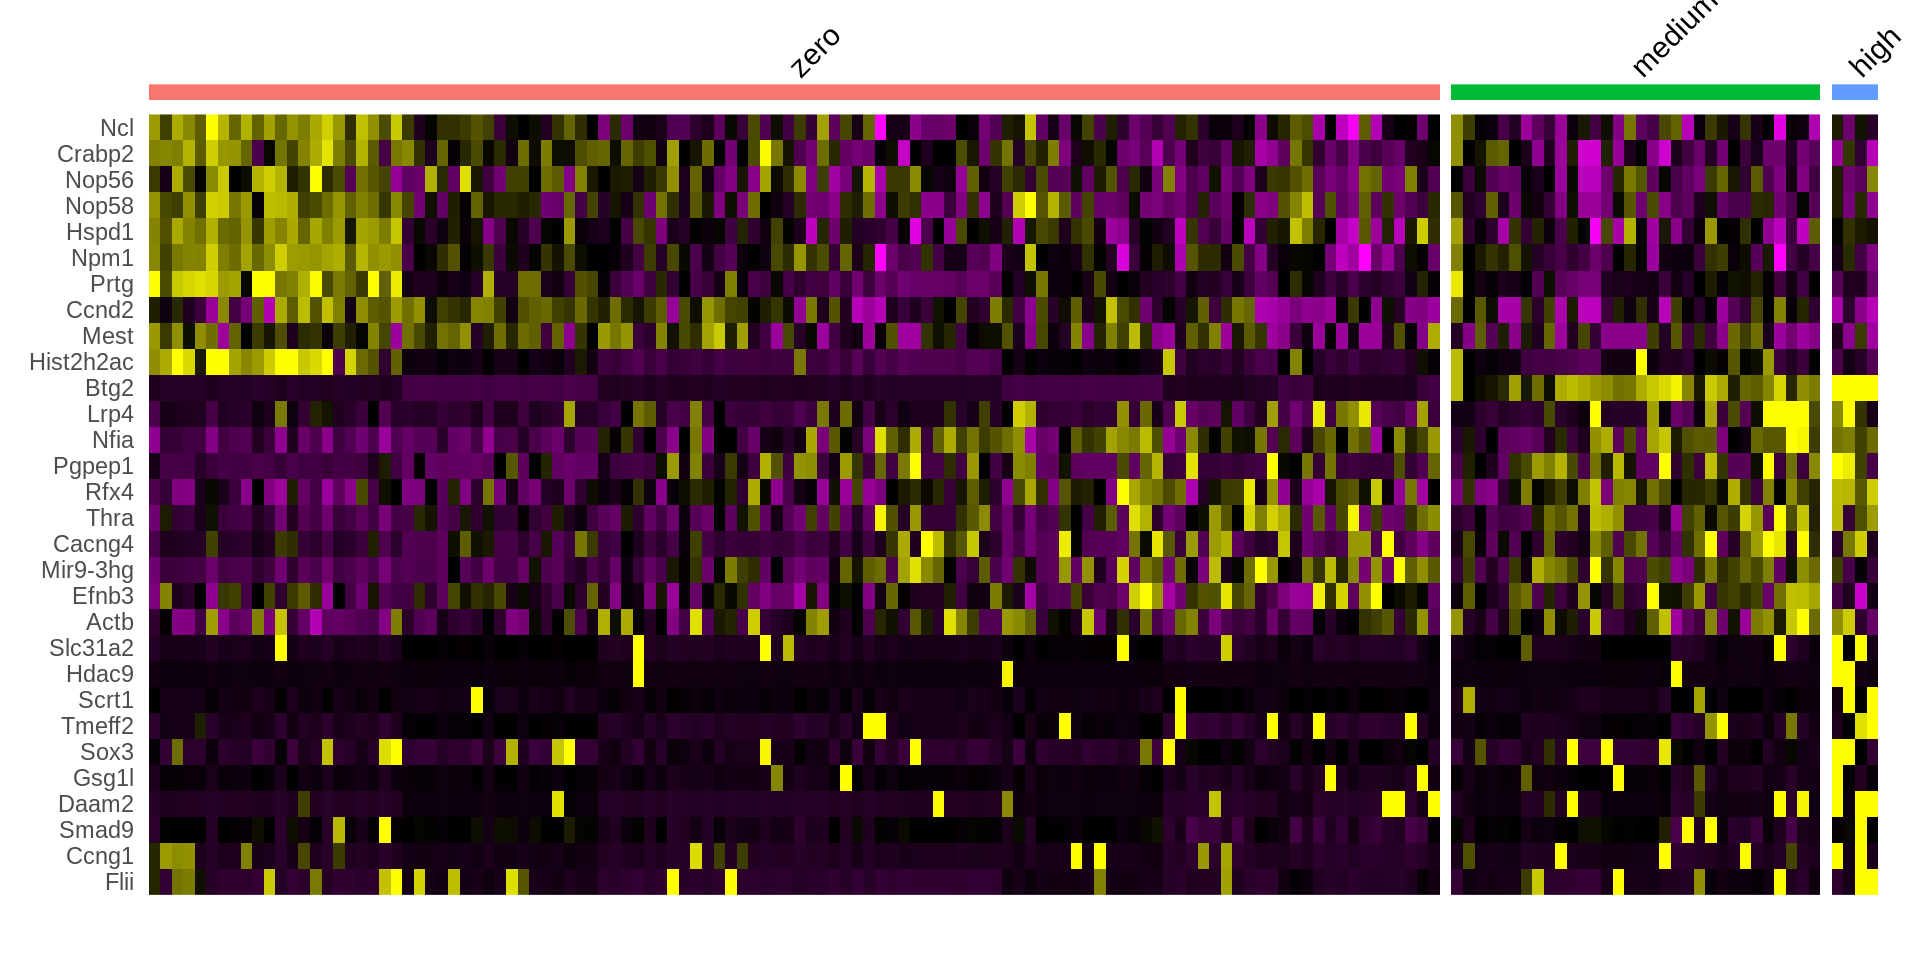 zero
medium
high
Ncl
Crabp2
Nop56
Nop58
Hspd1
Npm1
Prtg
Ccnd2
Mest
Hist2h2ac
Btg2
Lrp4
Nfia
Pgpep1
Rfx4
Thra
Cacng4
Mir9-3hg
Efnb3
Actb
Slc31a2
Hdac9
Scrt1
Tmeff2
Sox3
Gsg1l
Daam2
Smad9
Ccng1
Flii